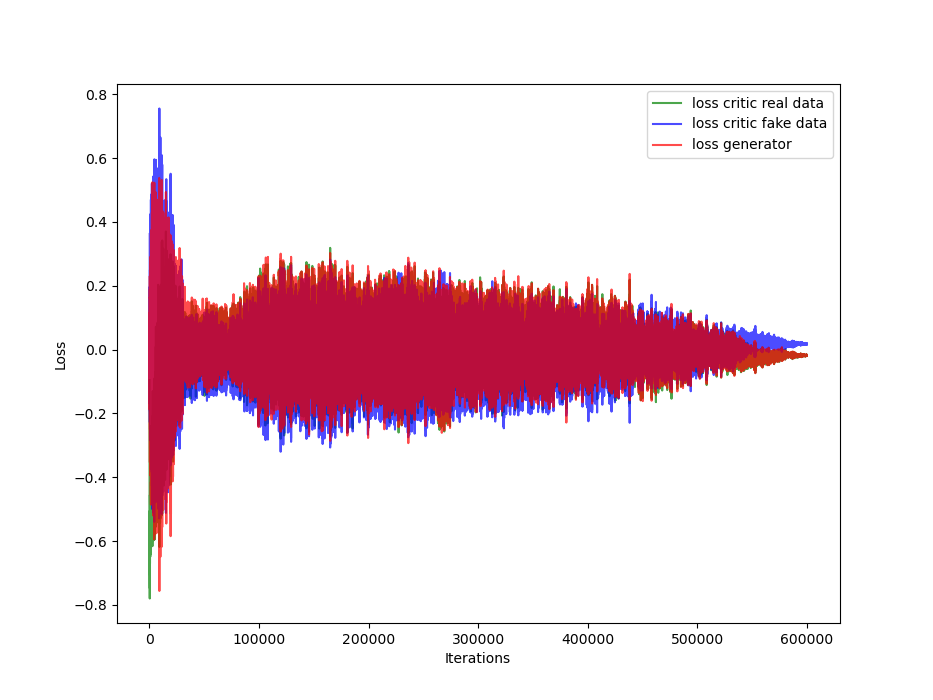 loss critic real data
loss critic fake data
loss generator
0.8
0.6
0.4
0.2
0.0
−0.2
−0.4
−0.6
−0.8
Loss
0 100000 200000 300000 400000 500000 600000
Iterations